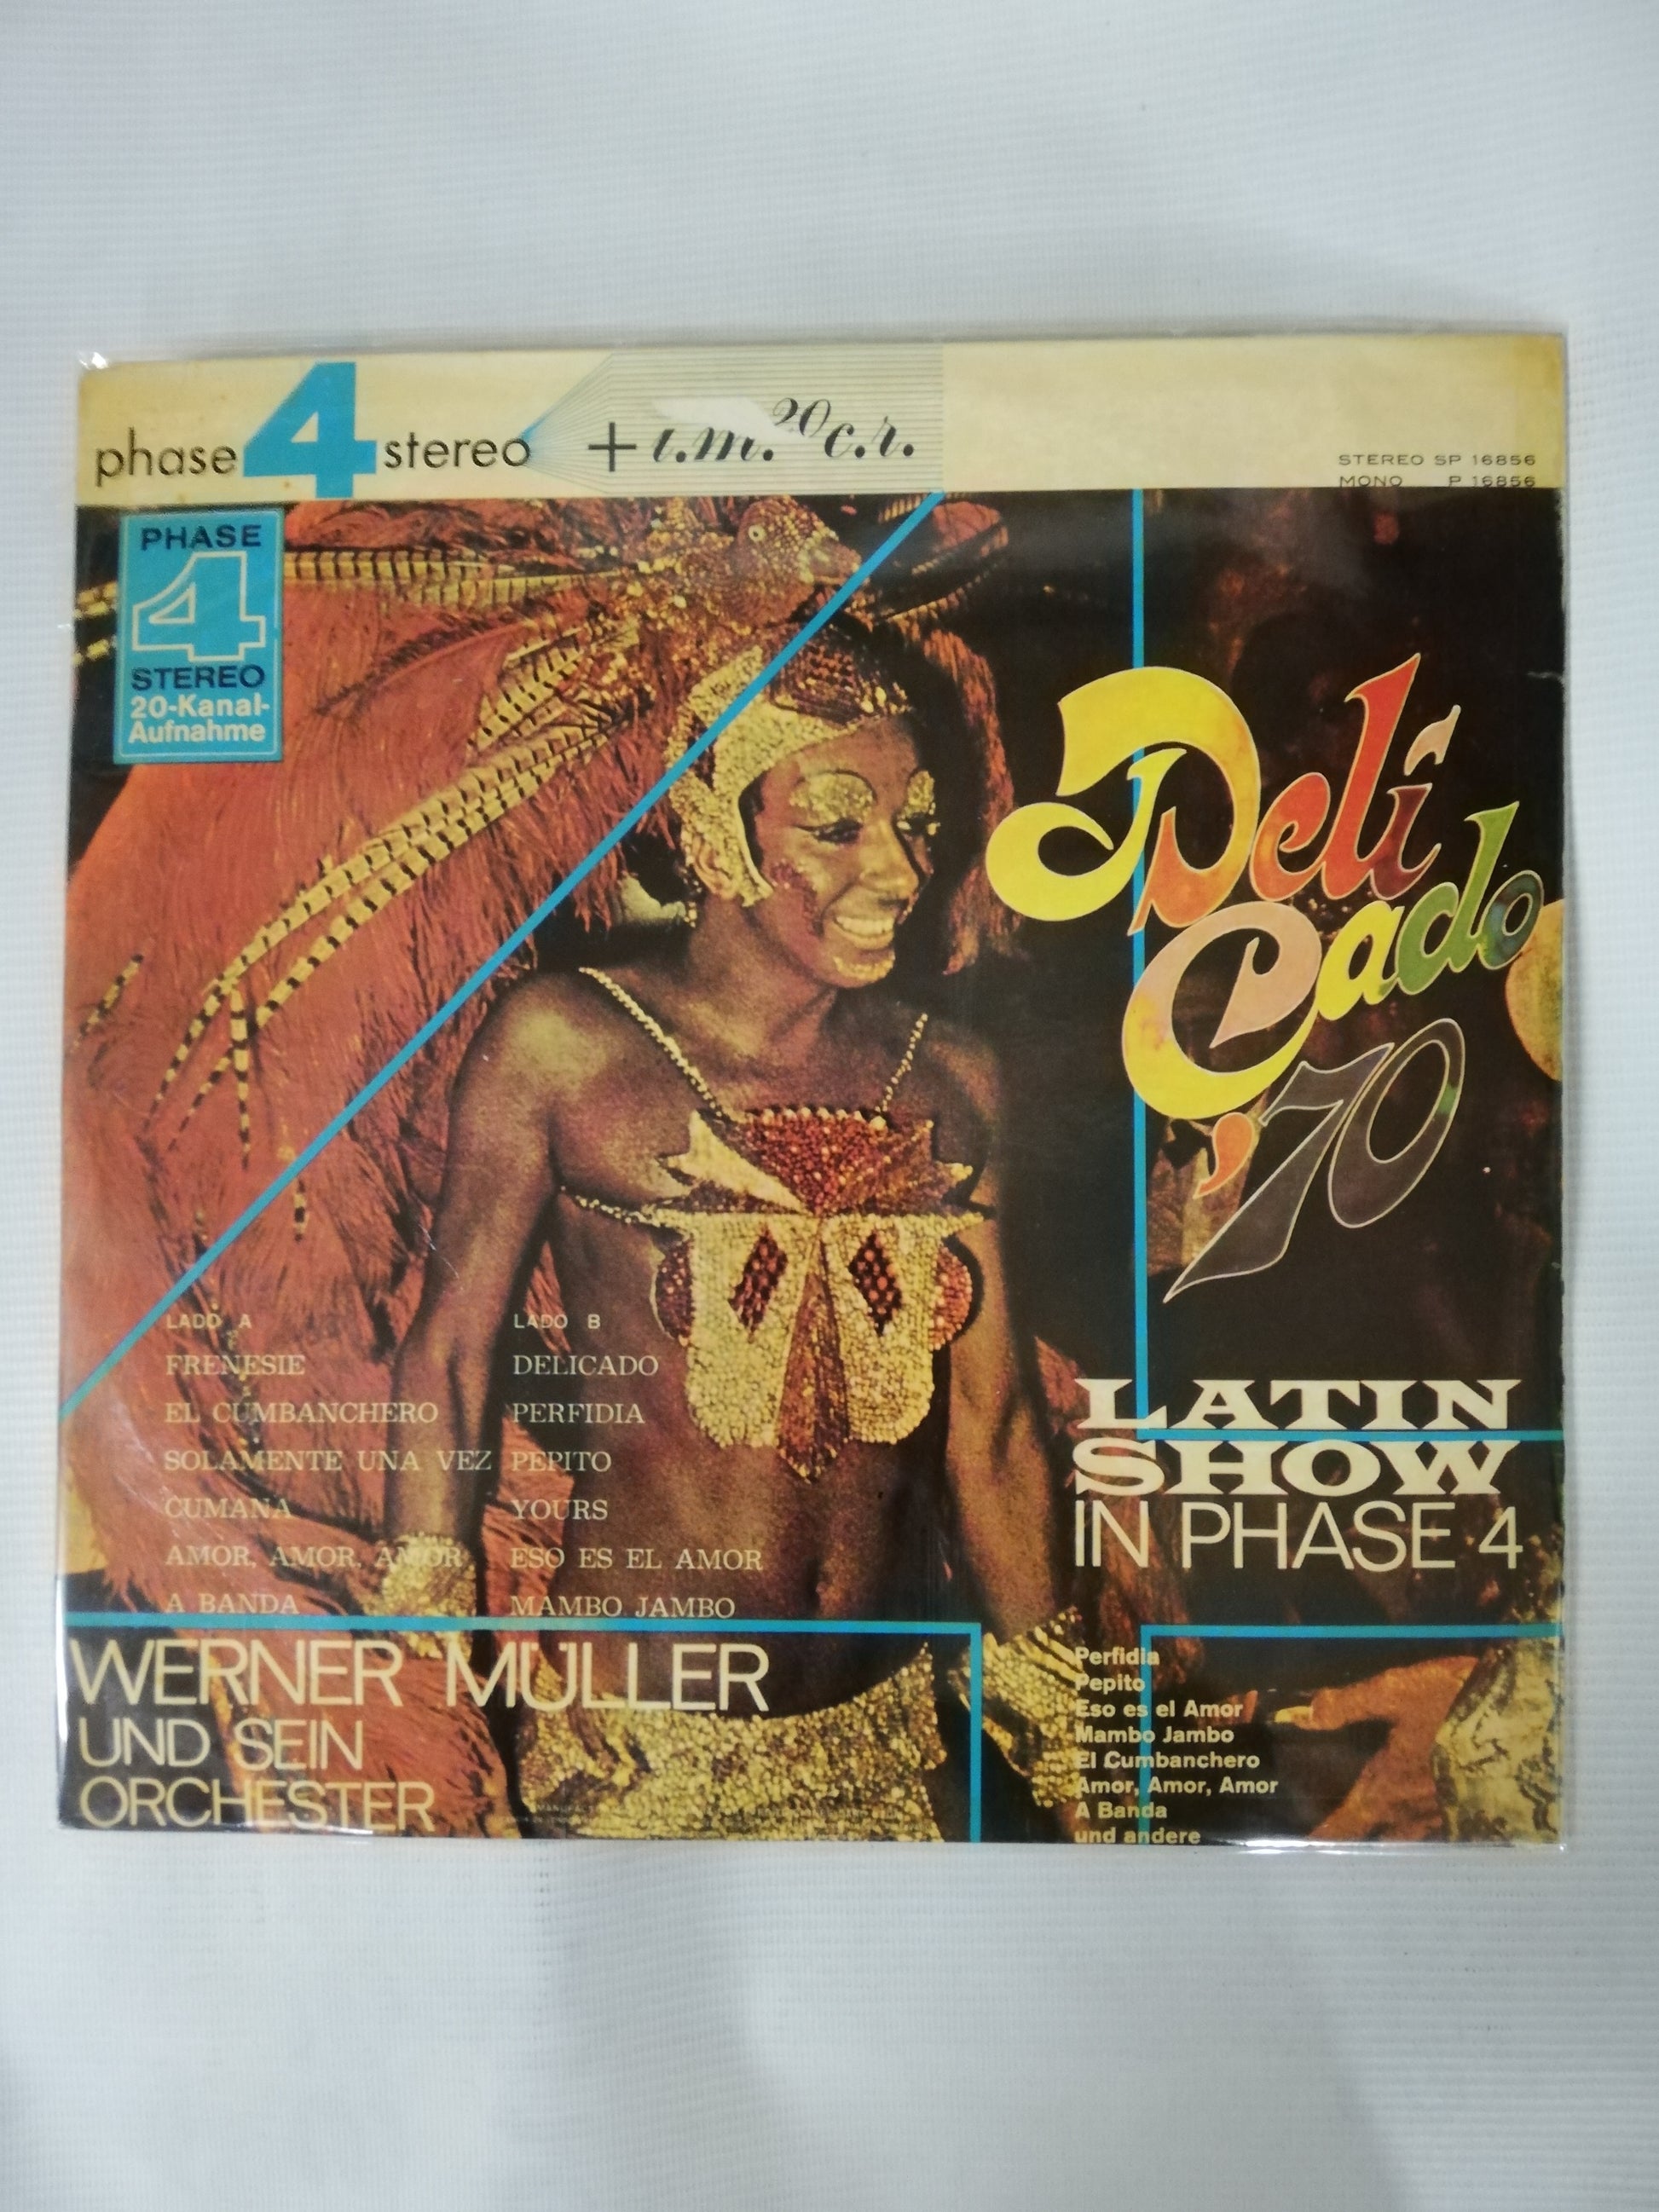 phase 4 stereo + i.m. 20 c.r.
STEREO SP 16856
MONO P 16856
PHASE
4
STEREO
20-Kanal-
Aufnahme
Deli
Cado
'70
LADO A
FRENESIE
EL CUMBANCHERO
SOLAMENTE UNA VEZ
CUMANA
AMOR, AMOR, AMOR
A BANDA
LADO B
DELICADO
PERFIDIA
PEPITO
YOURS
ESO ES EL AMOR
MAMBO JAMBO
LATIN
SHOW
IN PHASE 4
WERNER MÜLLER
UND SEIN
ORCHESTER
Perfidia
Pepito
Eso es el Amor
Mambo Jambo
El Cumbanchero
Amor, Amor, Amor
A Banda
und andere